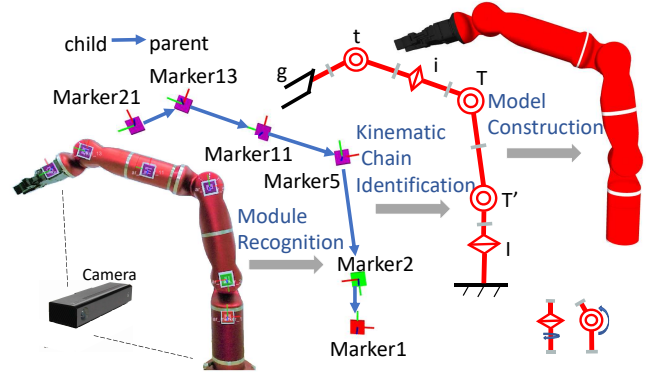 child → parent
Marker13
Marker21
Marker11
Marker5
Marker2
Marker1
Camera
Module
Recognition
Kinematic
Chain
Identification
Model
Construction
g
t
i
T
T'
I